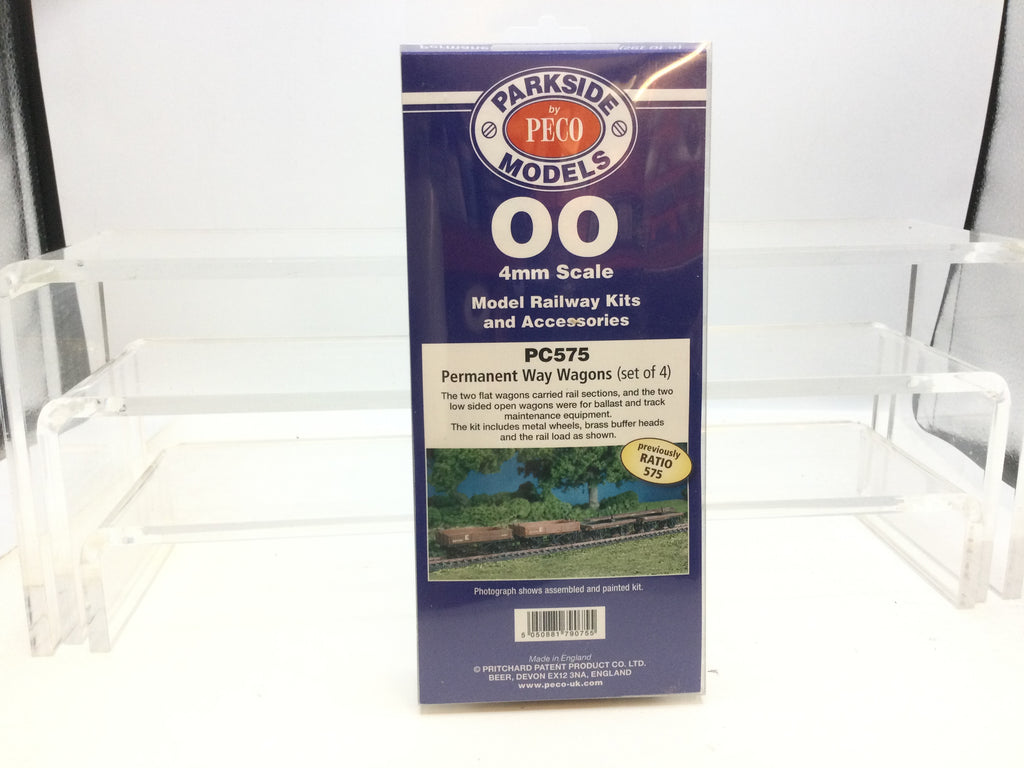 PARKSIDE
by
PECO
MODELS
OO
4mm Scale
Model Railway Kits
and Accessories
PC575
Permanent Way Wagons (set of 4)
The two flat wagons carried rail sections, and the two
low sided open wagons were for ballast and track
maintenance equipment.
The kit includes metal wheels, brass buffer heads
and the rail load as shown.
previously
RATIO
575
Photograph shows assembled and painted kit.
5 050881 790755
Made in England
© PRITCHARD PATENT PRODUCT CO. LTD.
BEER, DEVON EX12 3NA, ENGLAND
www.peco-uk.com